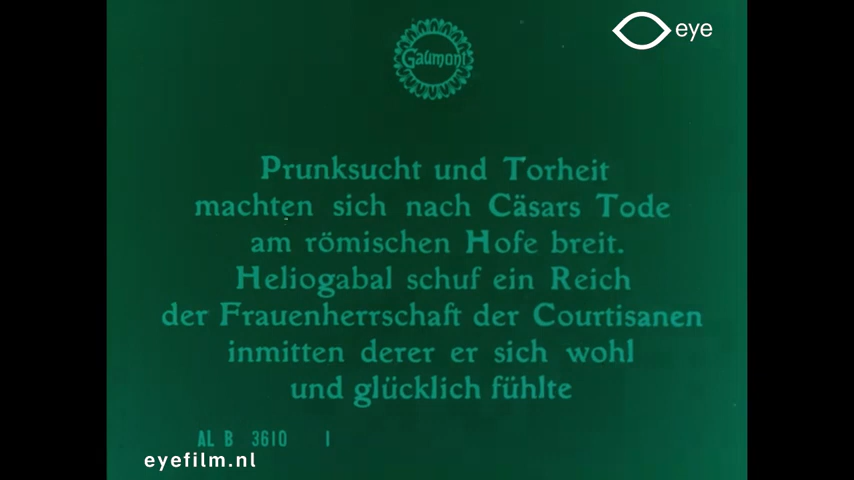 eye
Gaumont
Prunksucht und Torheit
machten sich nach Cäsars Tode
am römischen Hofe breit.
Heliogabal schuf ein Reich
der Frauenherrschaft der Courtisanen
inmitten derer er sich wohl
und glücklich fühlte
AL B 3610 I
eyefilm.nl